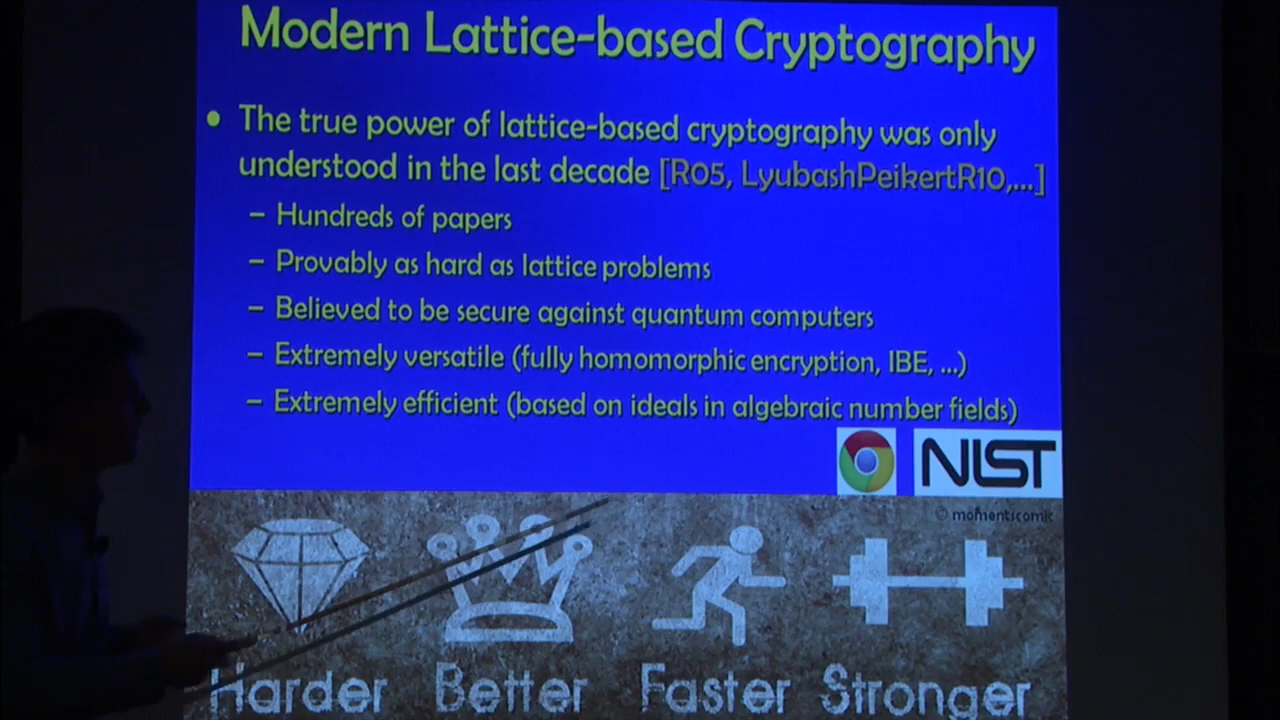 Modern Lattice-based Cryptography
• The true power of lattice-based cryptography was only
understood in the last decade [R05, LyubashPeikertR10,...]
– Hundreds of papers
– Provably as hard as lattice problems
– Believed to be secure against quantum computers
– Extremely versatile (fully homomorphic encryption, IBE, ...)
– Extremely efficient (based on ideals in algebraic number fields)
NIST
© momentscomic
Harder Better Faster Stronger